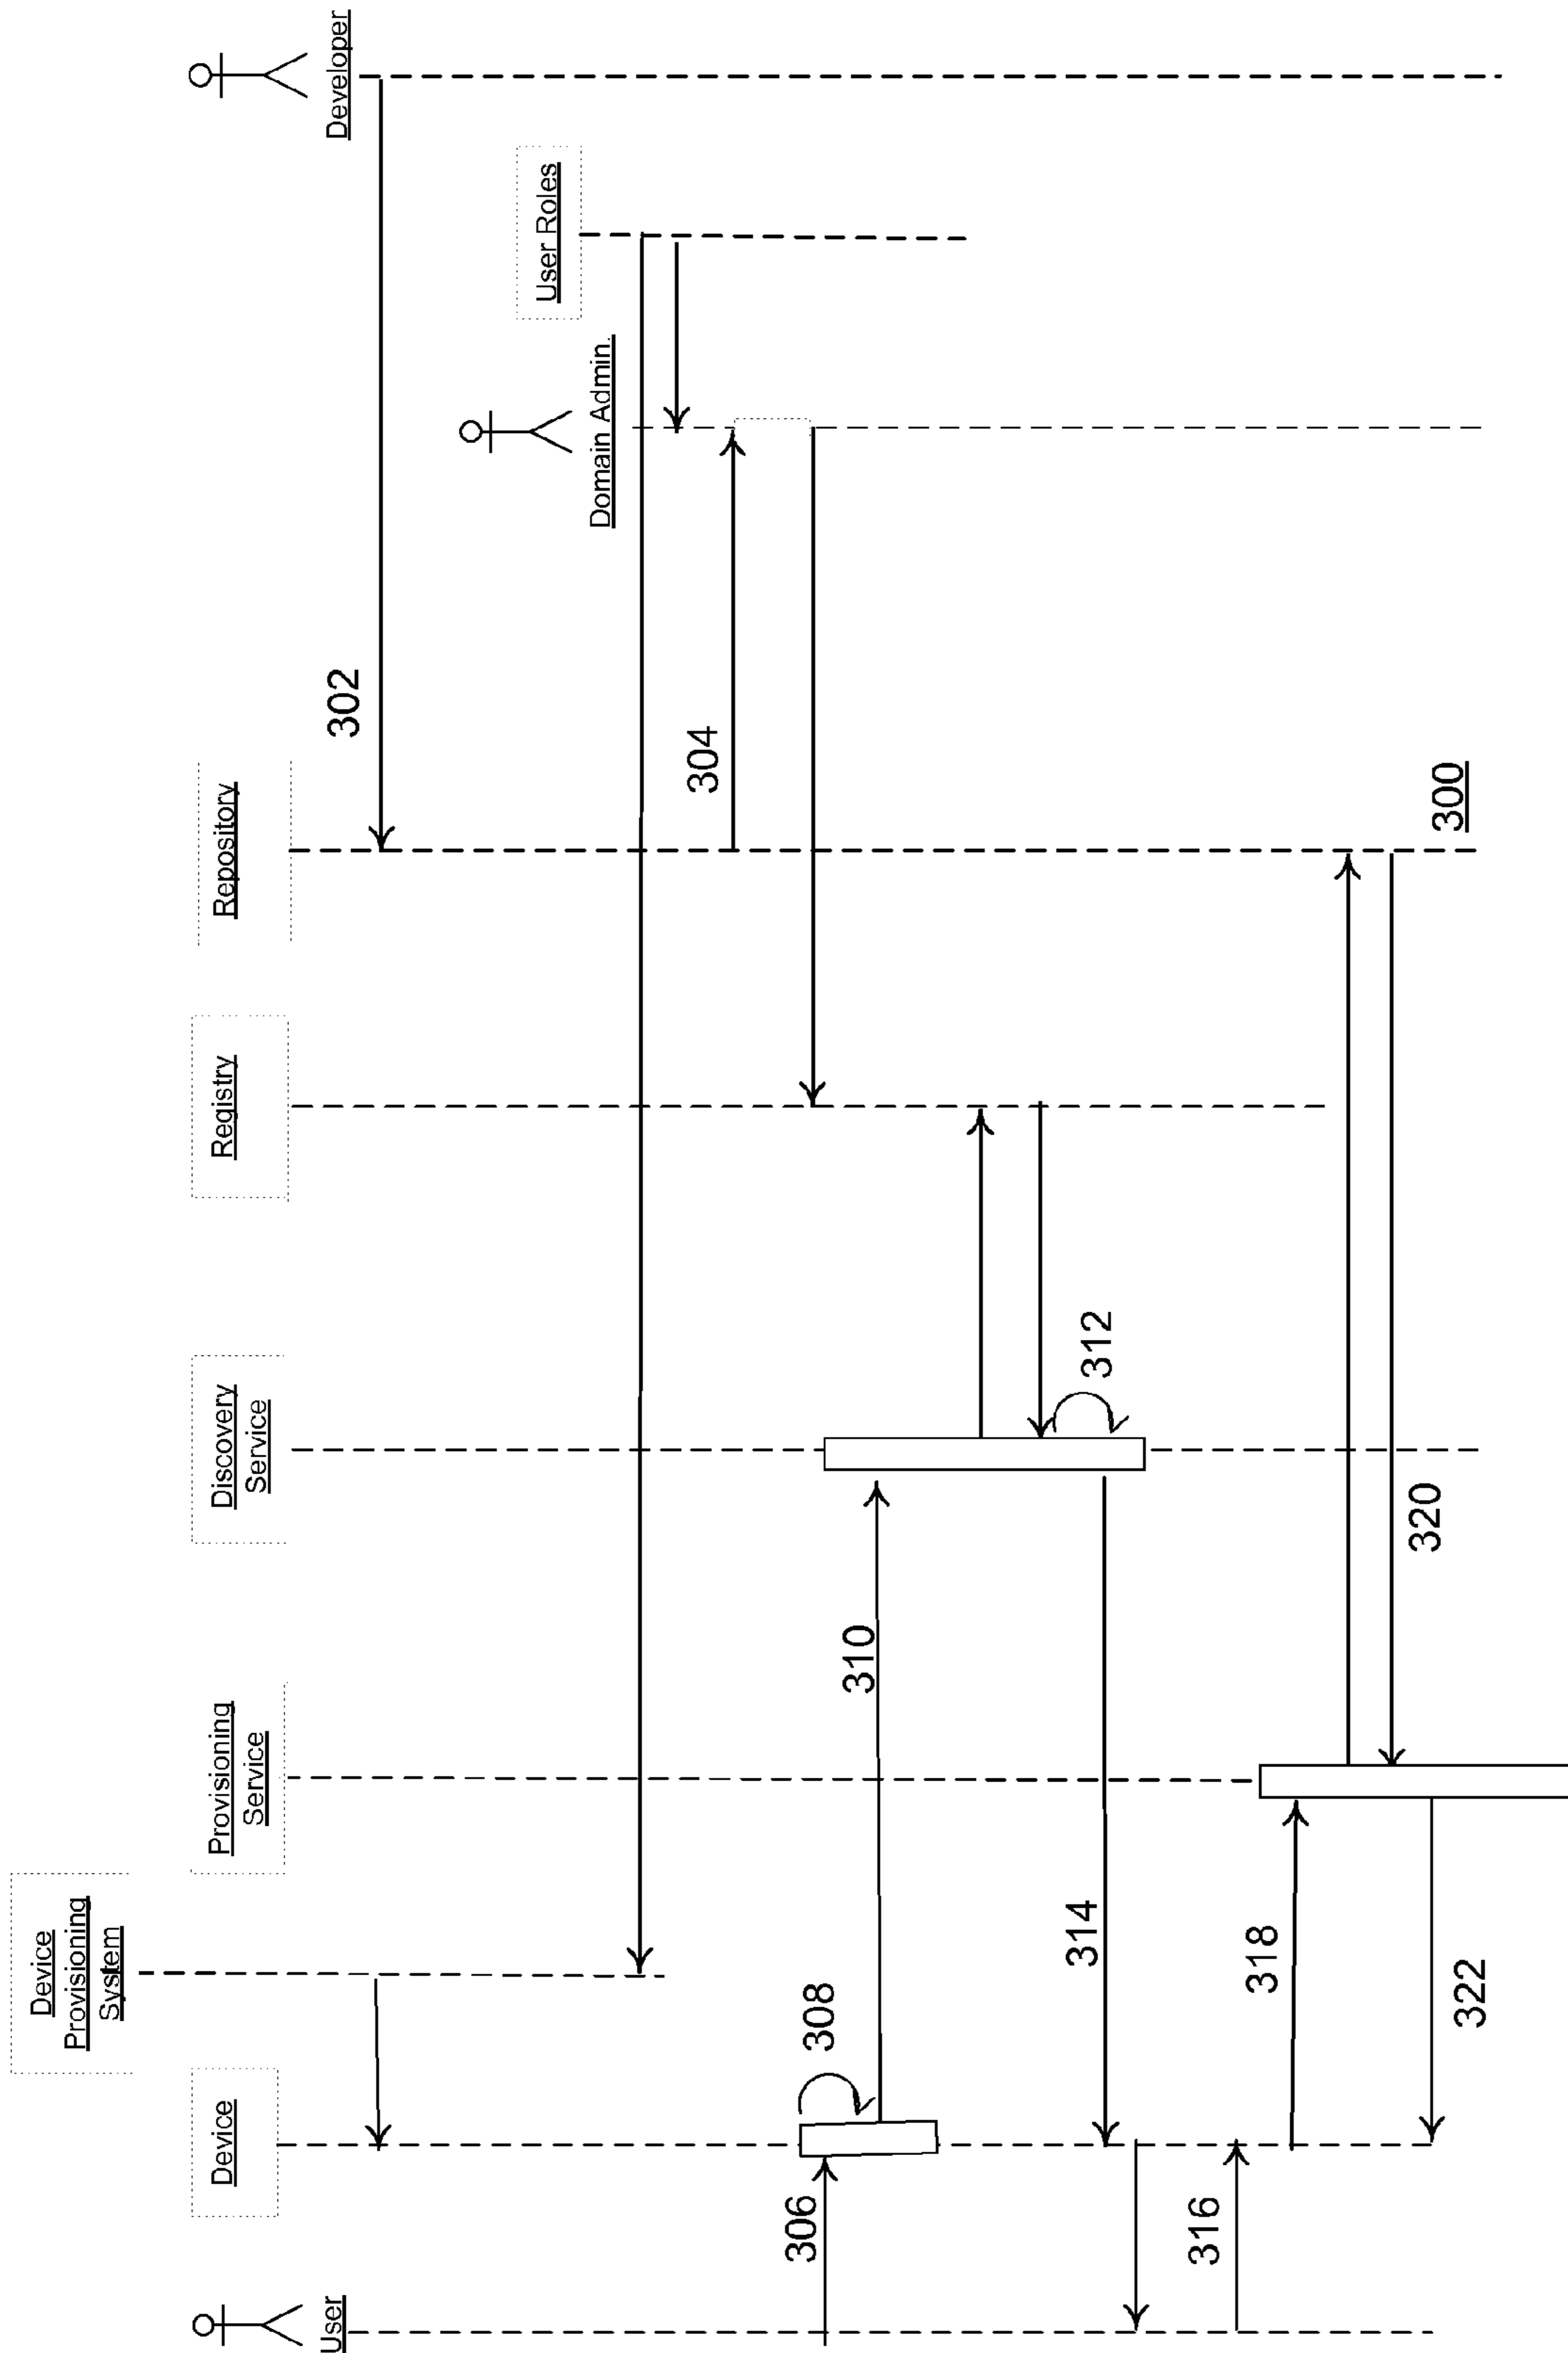 User
Device
Device
Provisioning
System
Provisioning
Service
Discovery
Service
Registry
Repository
Domain Admin.
User Roles
Developer
302
304
306
308
310
312
314
316
318
320
322
300